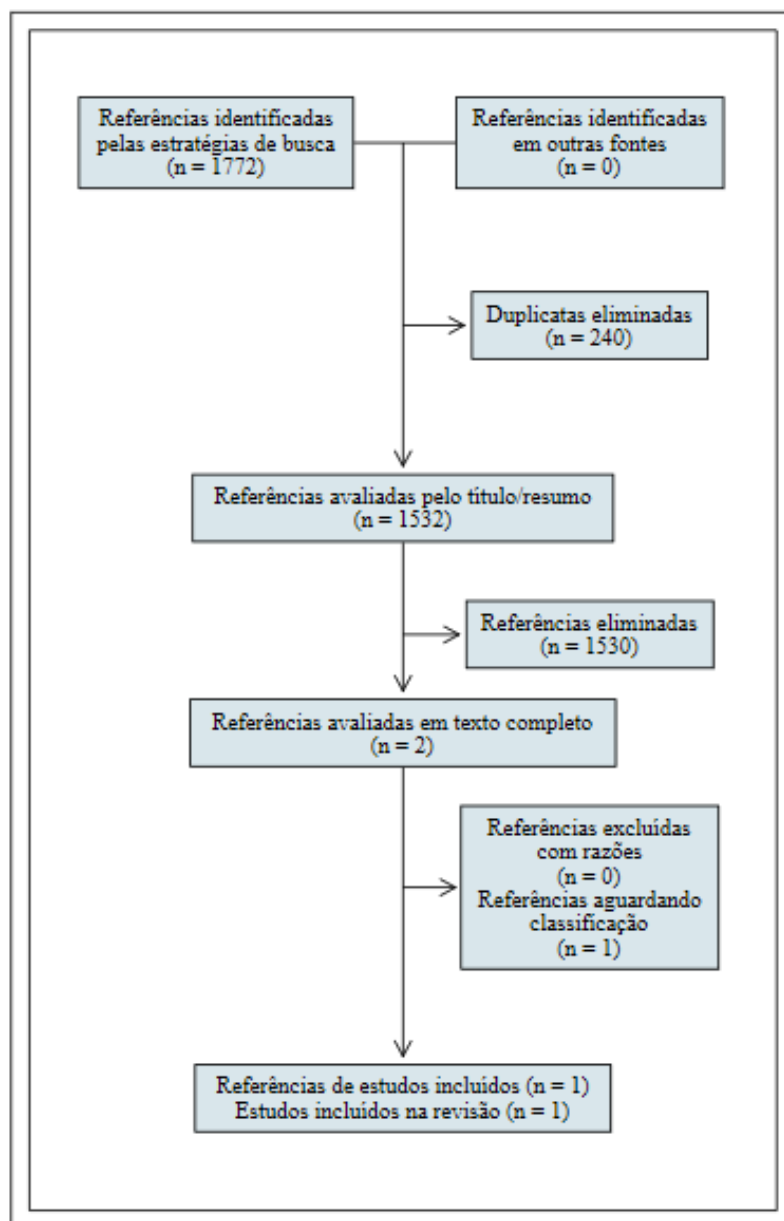 Referências identificadas
pelas estratégias de busca
(n = 1772)
Referências identificadas
em outras fontes
(n = 0)
Duplicatas eliminadas
(n = 240)
Referências avaliadas pelo título/resumo
(n = 1532)
Referências eliminadas
(n = 1530)
Referências avaliadas em texto completo
(n = 2)
Referências excluídas
com razões
(n = 0)
Referências aguardando
classificação
(n = 1)
Referências de estudos incluídos (n = 1)
Estudos incluídos na revisão (n = 1)